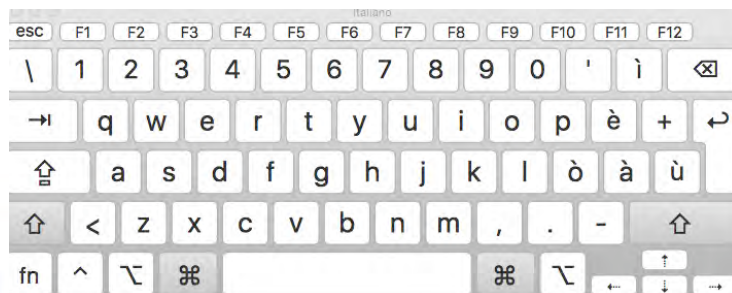 Italiano
esc F1 F2 F3 F4 F5 F6 F7 F8 F9 F10 F11 F12
\ 1 2 3 4 5 6 7 8 9 0 ' ì
q w e r t y u i o p è +
a s d f g h j k l ò à ù
< z x c v b n m , . -
fn ^ ⌥ ⌘ ⌘ ⌥